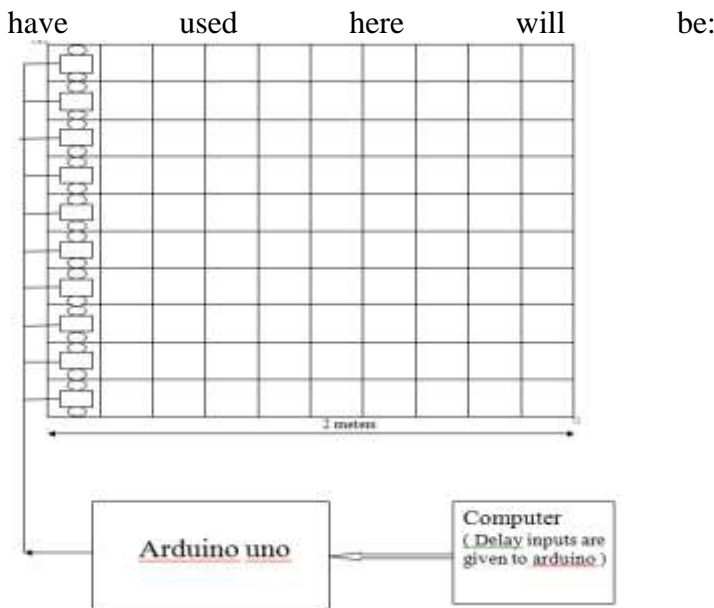 have used here will be:
2 meters
Arduino uno
Computer
( Delay inputs are
given to arduino )